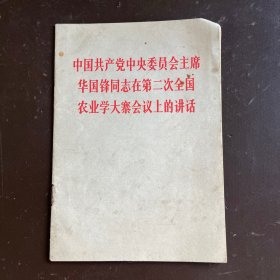 中国共产党中央委员会主席
华国锋同志在第二次全国
农业学大寨会议上的讲话